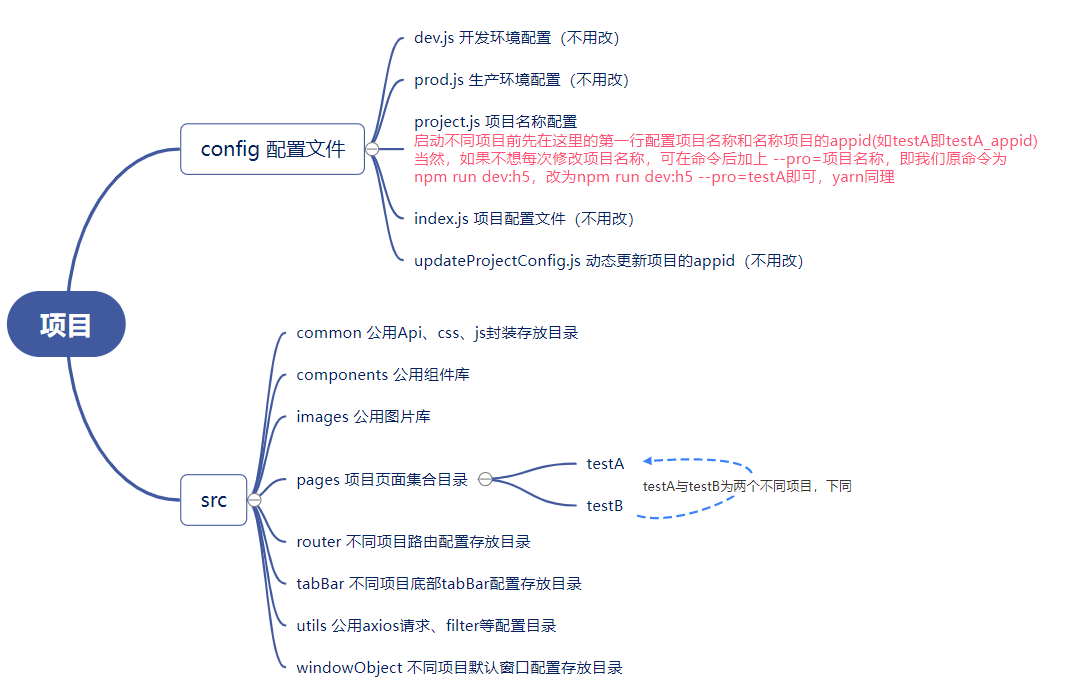 dev.js 开发环境配置（不用改）
prod.js 生产环境配置（不用改）
project.js 项目名称配置
启动不同项目前先在这里的第一行配置项目名称和名称项目的appid(如testA即testA_appid)
当然，如果不想每次修改项目名称，可在命令后加上 --pro=项目名称，即我们原命令为
npm run dev:h5，改为npm run dev:h5 --pro=testA即可，yarn同理
config 配置文件
index.js 项目配置文件（不用改）
updateProjectConfig.js 动态更新项目的appid（不用改）
项目
common 公用Api、css、js封装存放目录
components 公用组件库
images 公用图片库
pages 项目页面集合目录
testA
testA与testB为两个不同项目，下同
testB
src
router 不同项目路由配置存放目录
tabBar 不同项目底部tabBar配置存放目录
utils 公用axios请求、filter等配置目录
windowObject 不同项目默认窗口配置存放目录